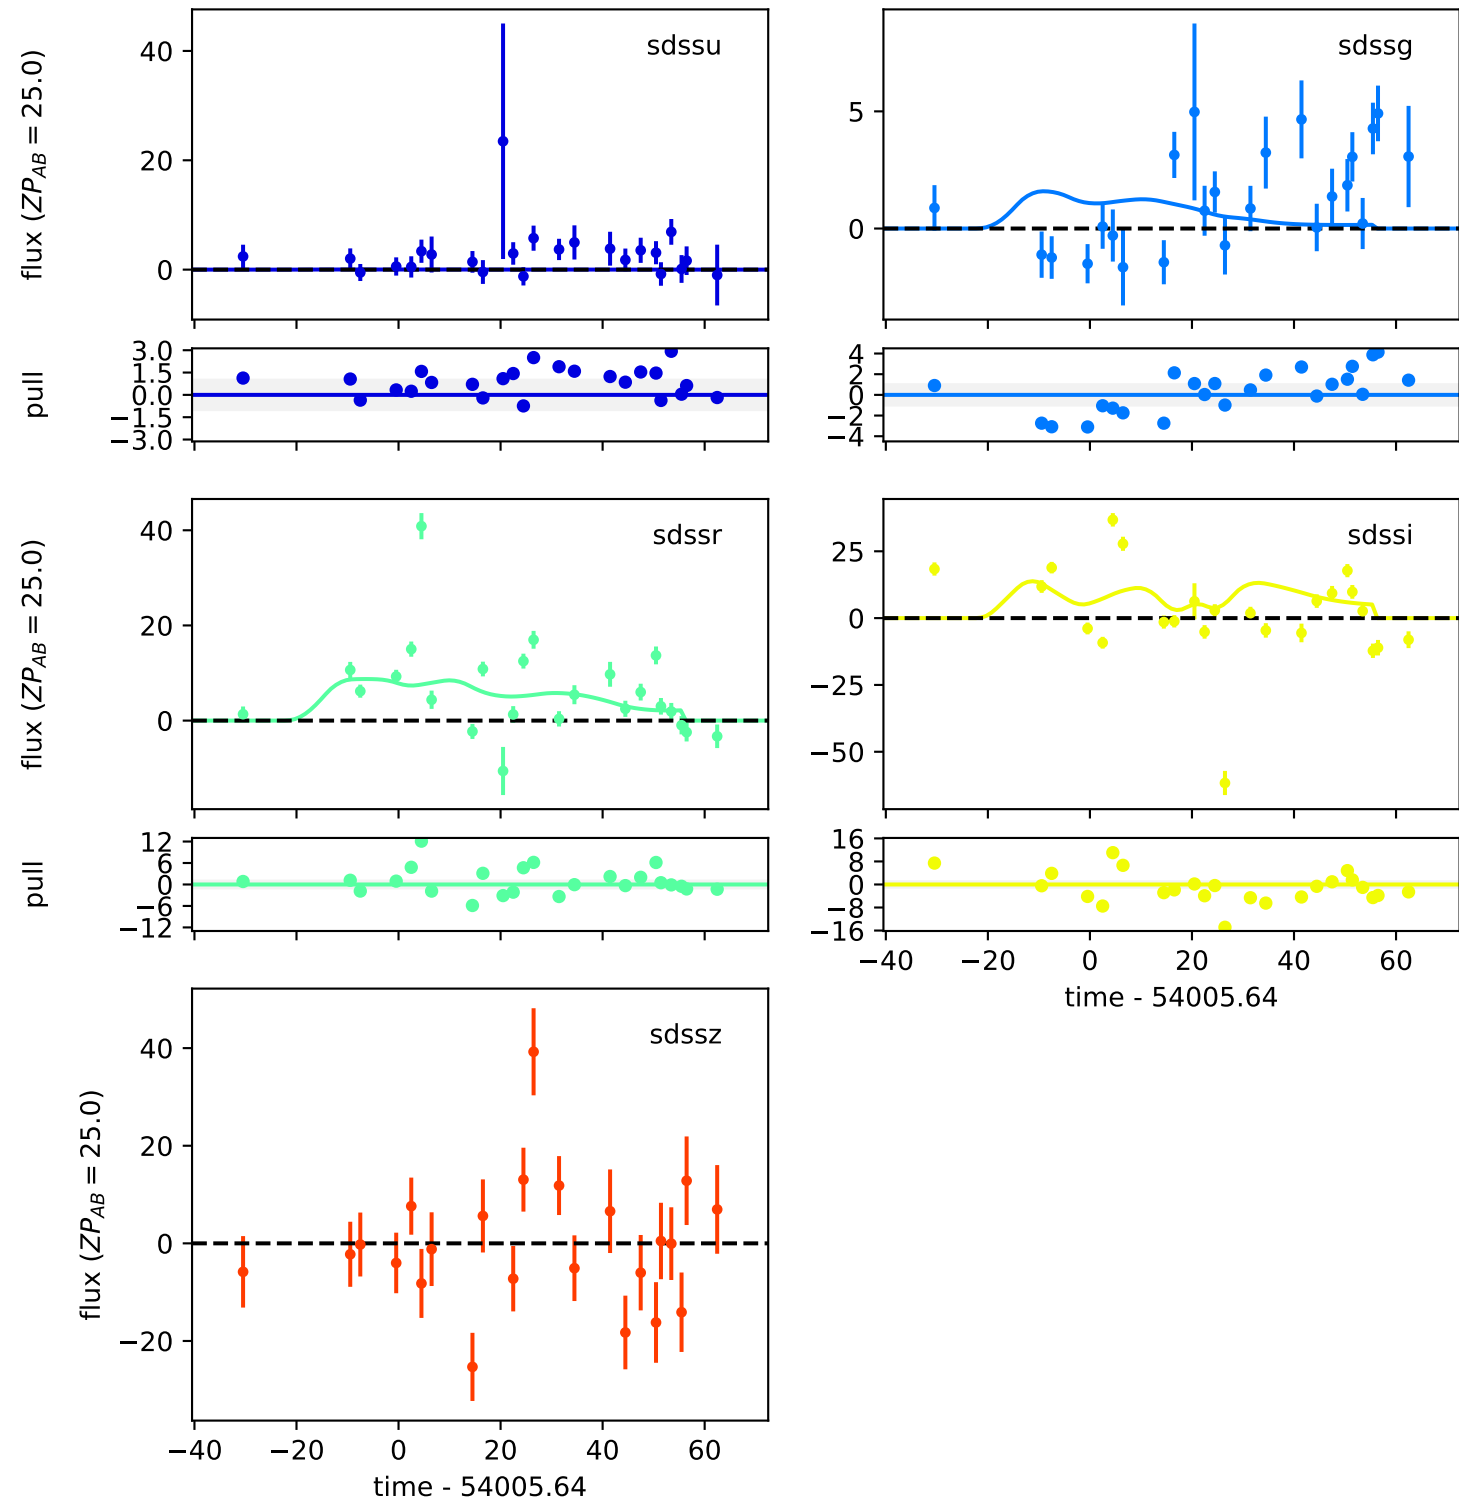 sdssu
flux (ZP_AB = 25.0)
40
20
0
sdssg
5
0
pull
3.0
1.5
0.0
−1.5
−3.0
4
2
0
−2
−4
sdssr
flux (ZP_AB = 25.0)
40
20
0
sdssi
25
0
−25
−50
pull
12
6
0
−6
−12
16
8
0
−8
−16
−40 −20 0 20 40 60
time - 54005.64
sdssz
flux (ZP_AB = 25.0)
40
20
0
−20
−40 −20 0 20 40 60
time - 54005.64